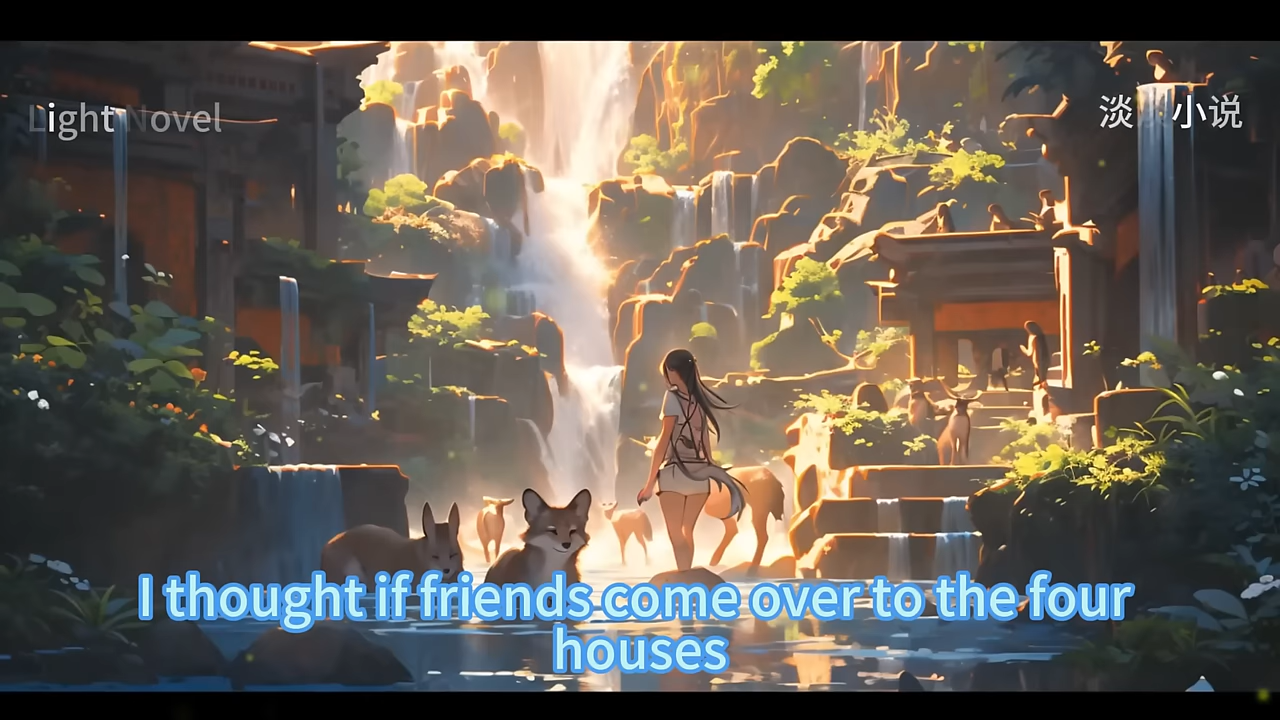 Light Novel
淡 小说
I thought if friends come over to the four
houses